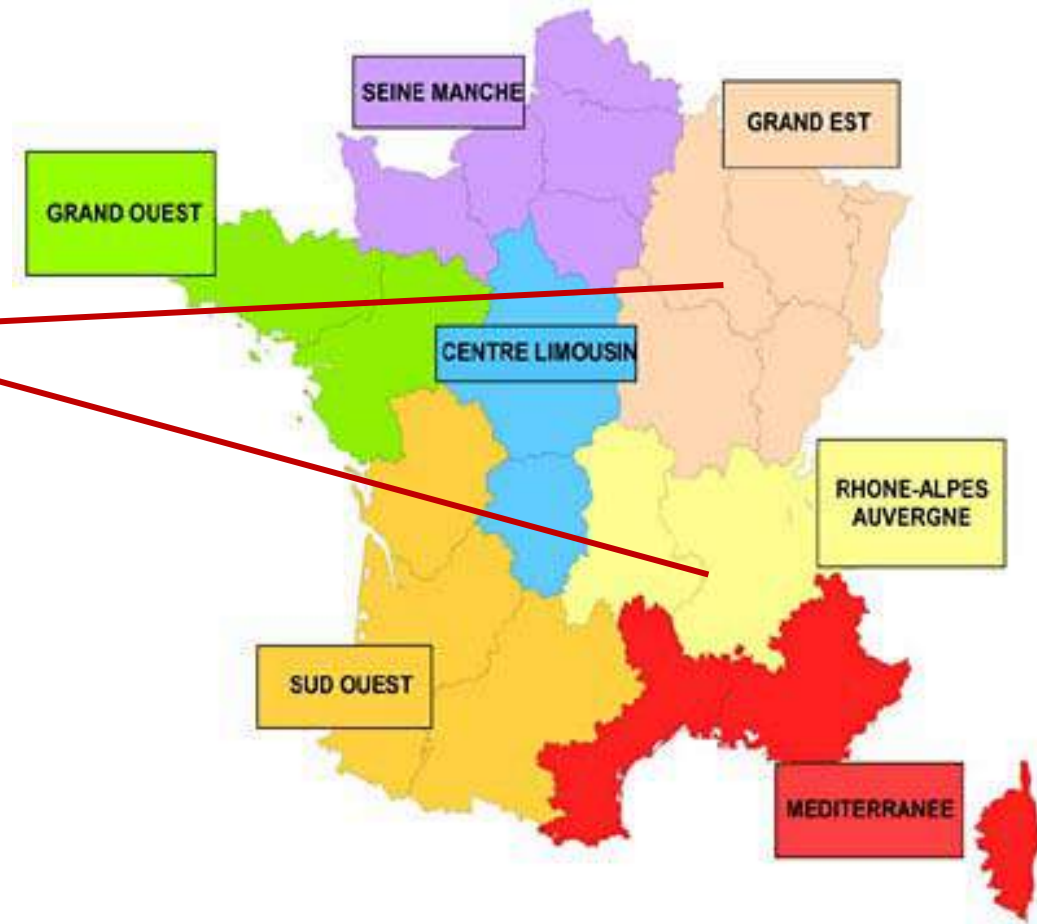 SEINE MANCHE
GRAND EST
GRAND OUEST
CENTRE LIMOUSIN
RHONE-ALPES
AUVERGNE
SUD OUEST
MEDITERRANEE